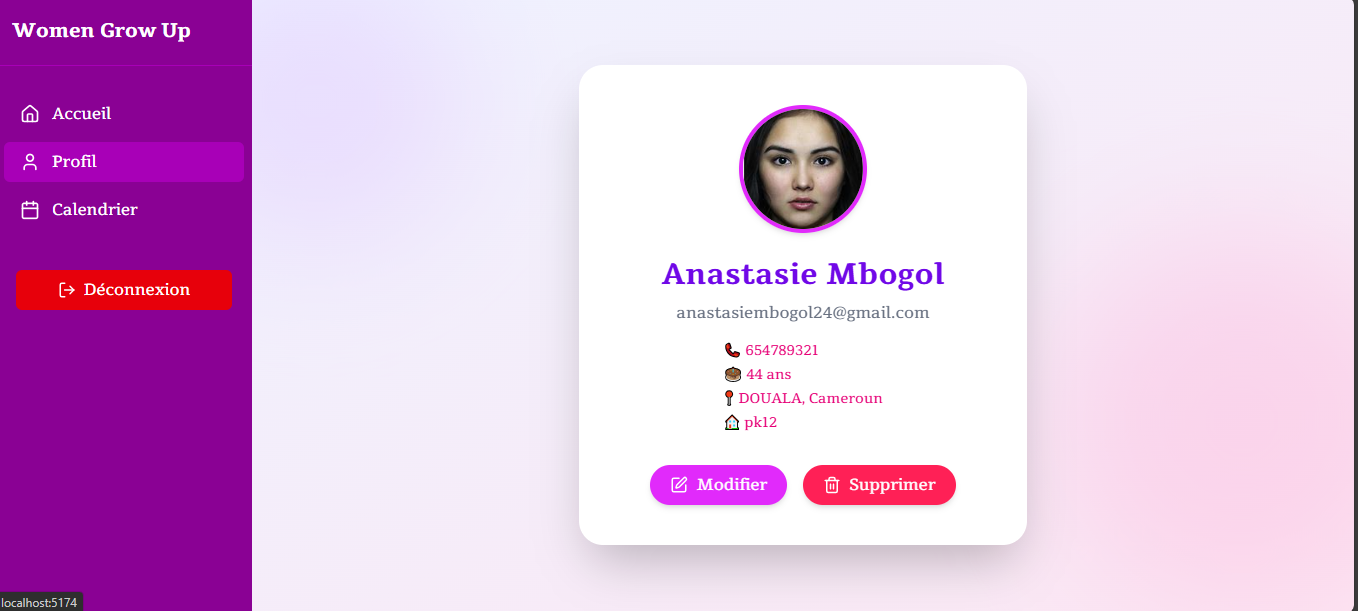 Women Grow Up
Accueil
Profil
Calendrier
Déconnexion
Anastasie Mbogol
anastasiembogol24@gmail.com
654789321
44 ans
DOUALA, Cameroun
pk12
Modifier
Supprimer
localhost:5174